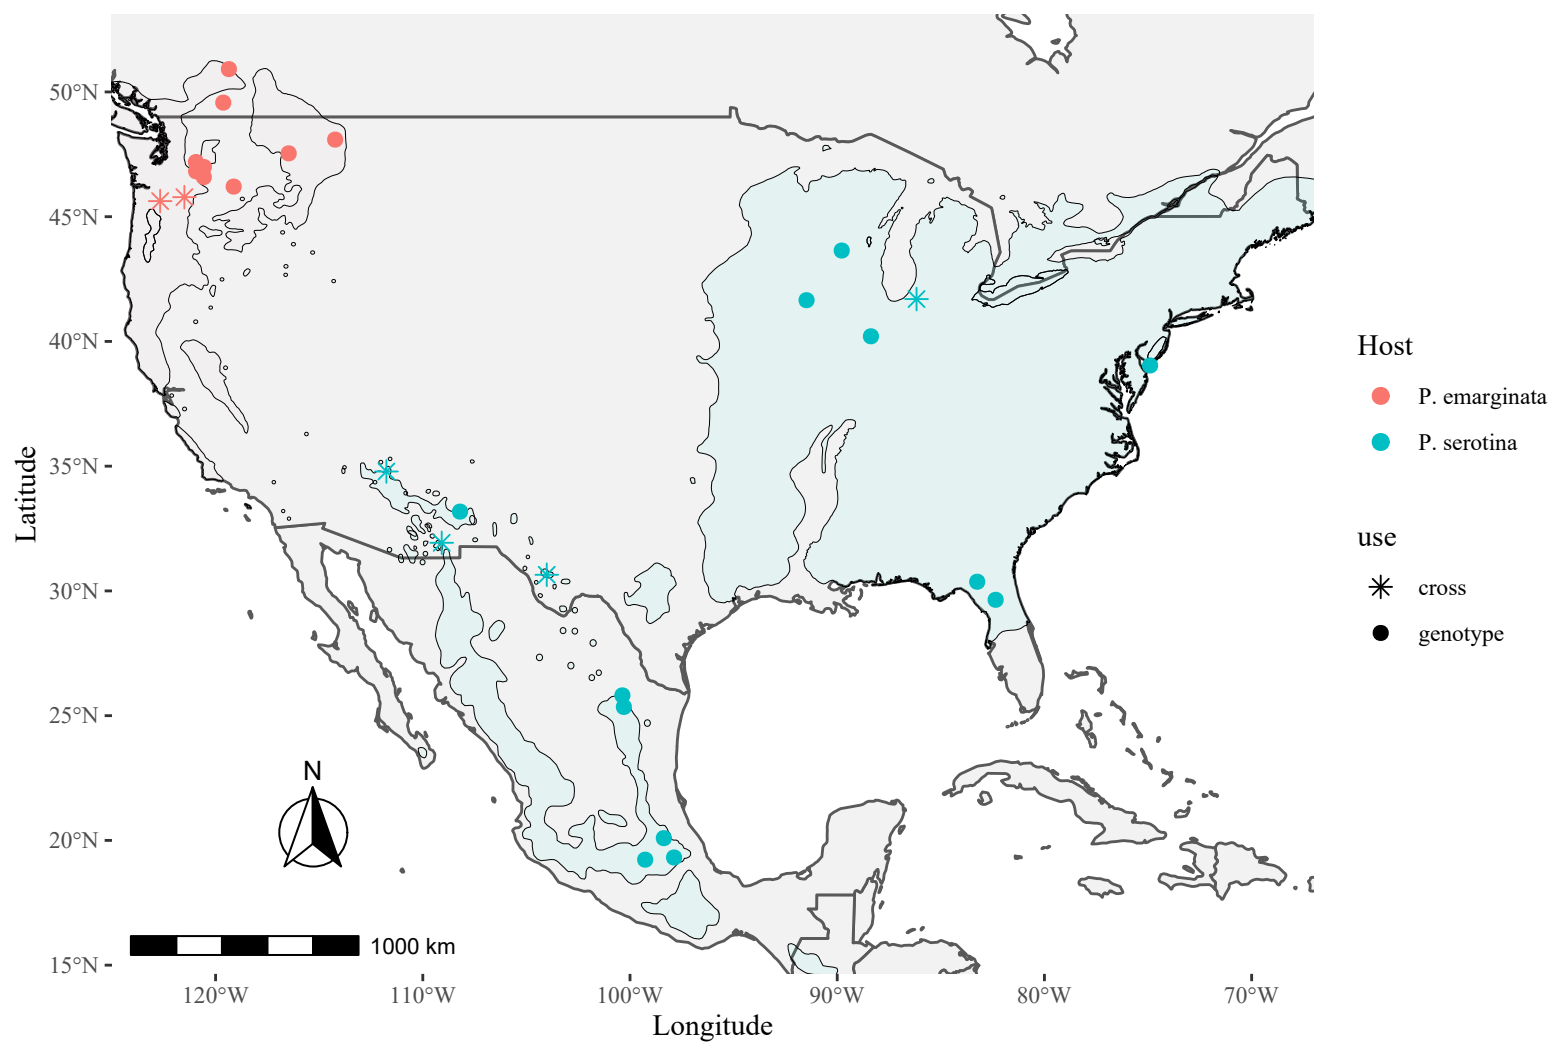 50°N
45°N
40°N
35°N
30°N
25°N
20°N
15°N
Latitude
N
1000 km
120°W
110°W
100°W
90°W
80°W
70°W
Longitude
Host
P. emarginata
P. serotina
use
cross
genotype